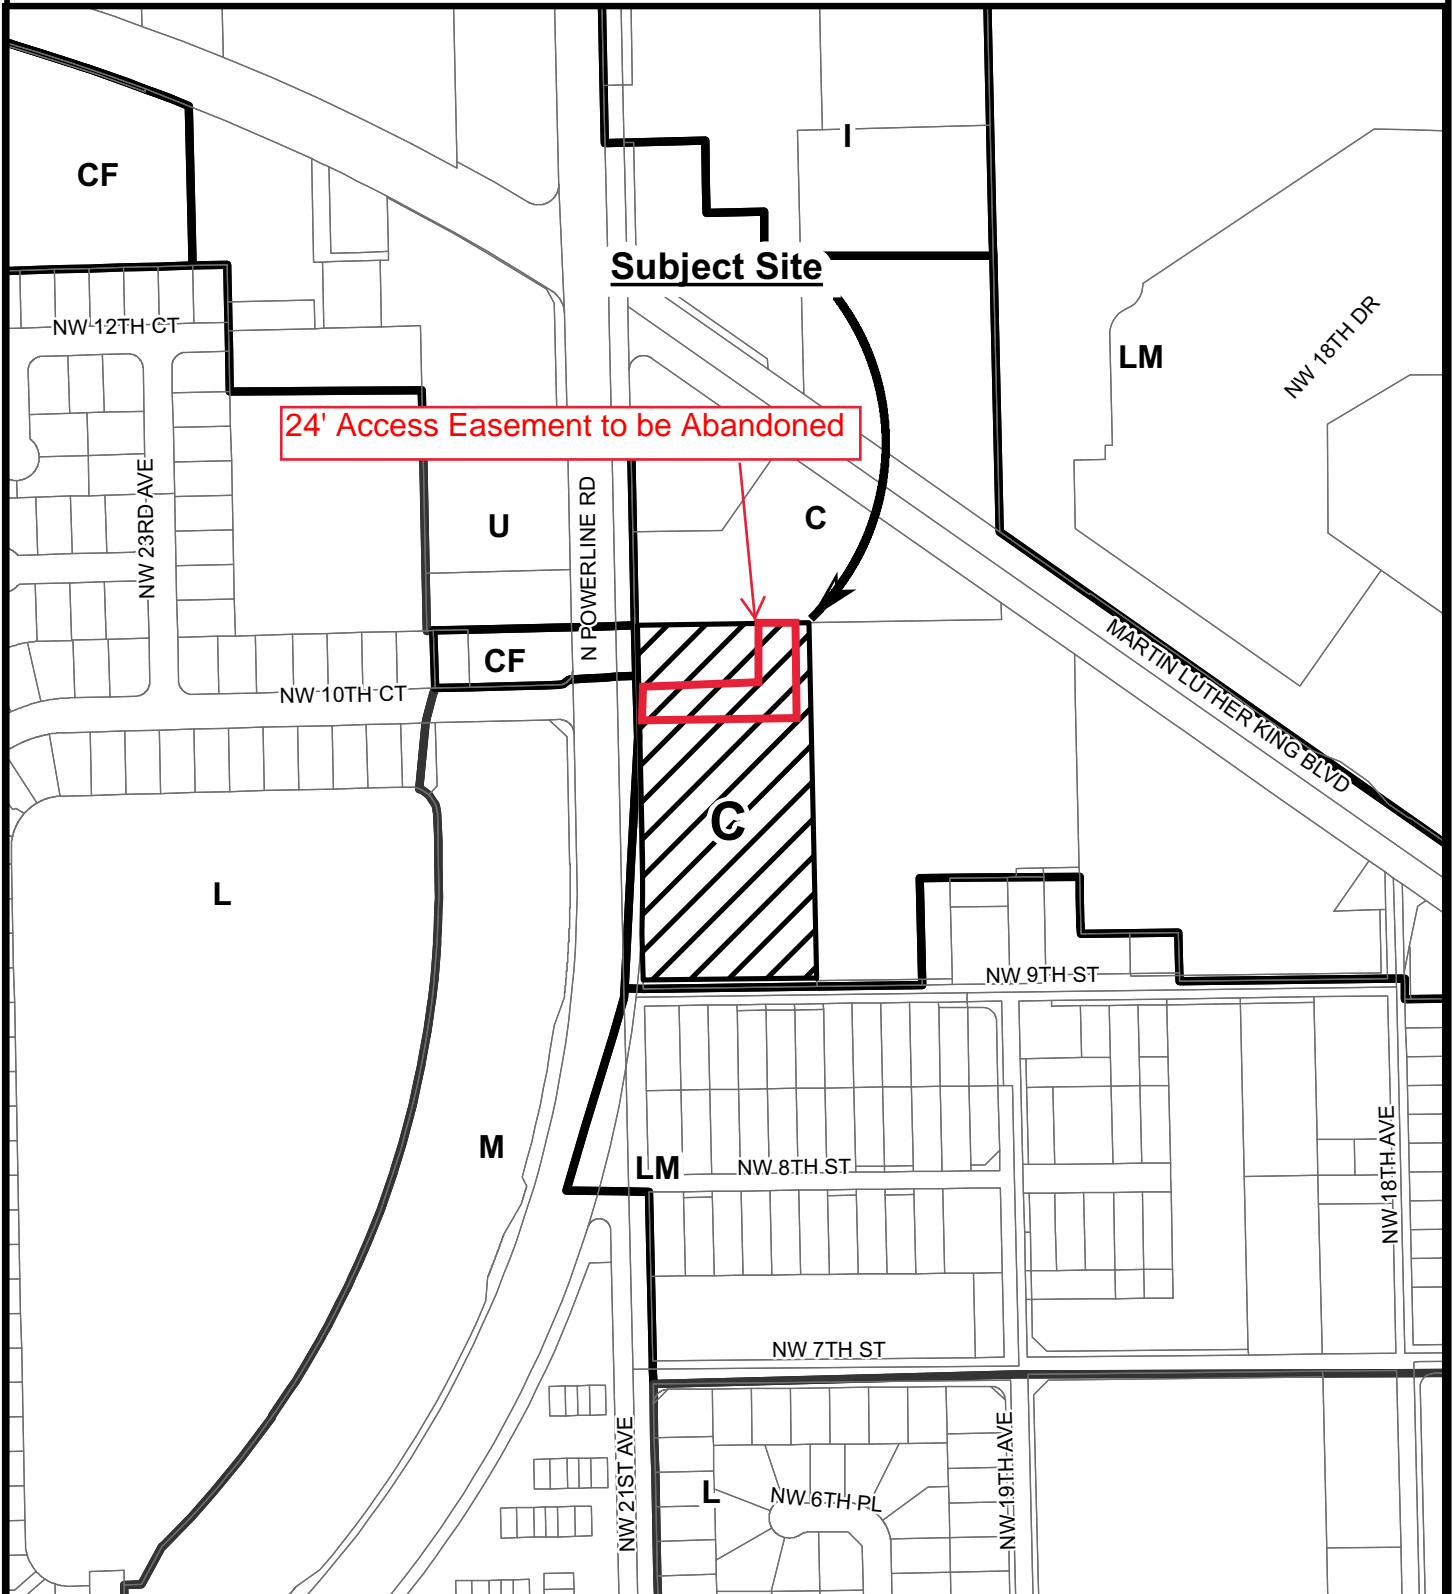 I
CF
Subject Site
NW 12TH CT
NW 18TH DR
LM
24' Access Easement to be Abandoned
NW 23RD AVE
U
N POWERLINE RD
C
CF
NW 10TH CT
MARTIN LUTHER KING BLVD
C
L
NW 9TH ST
M
LM
NW 8TH ST
NW 18TH AVE
NW 7TH ST
NW 21ST AVE
L
NW 6TH PL
NW 19TH AVE